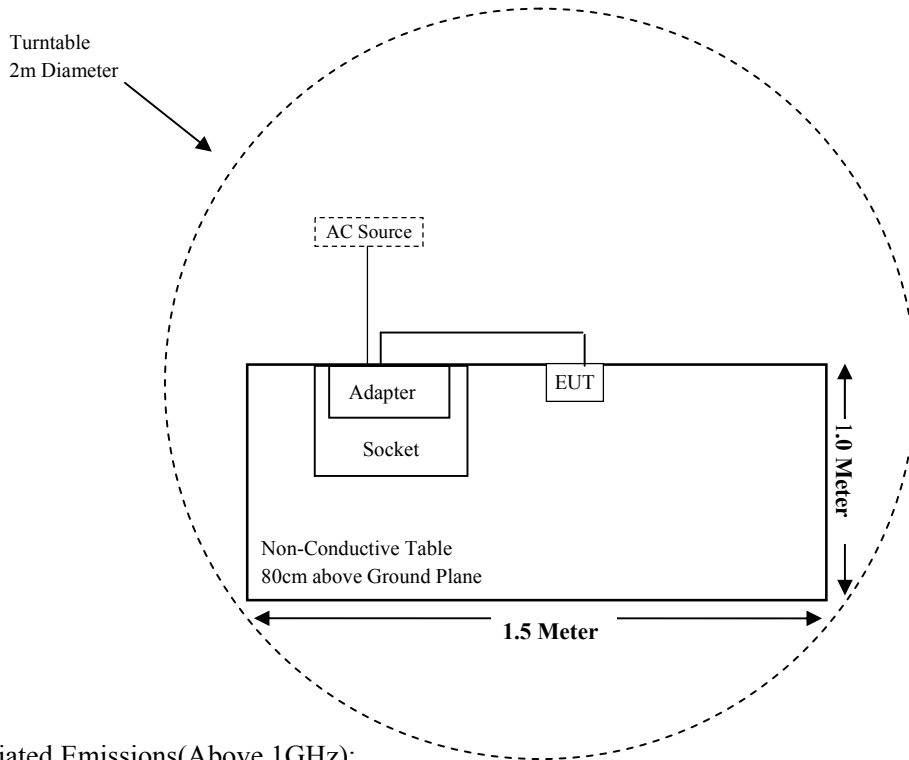 Turntable
2m Diameter
AC Source
Adapter
EUT
Socket
1.0 Meter
Non-Conductive Table
80cm above Ground Plane
1.5 Meter
Emissions(Above 1GHz):